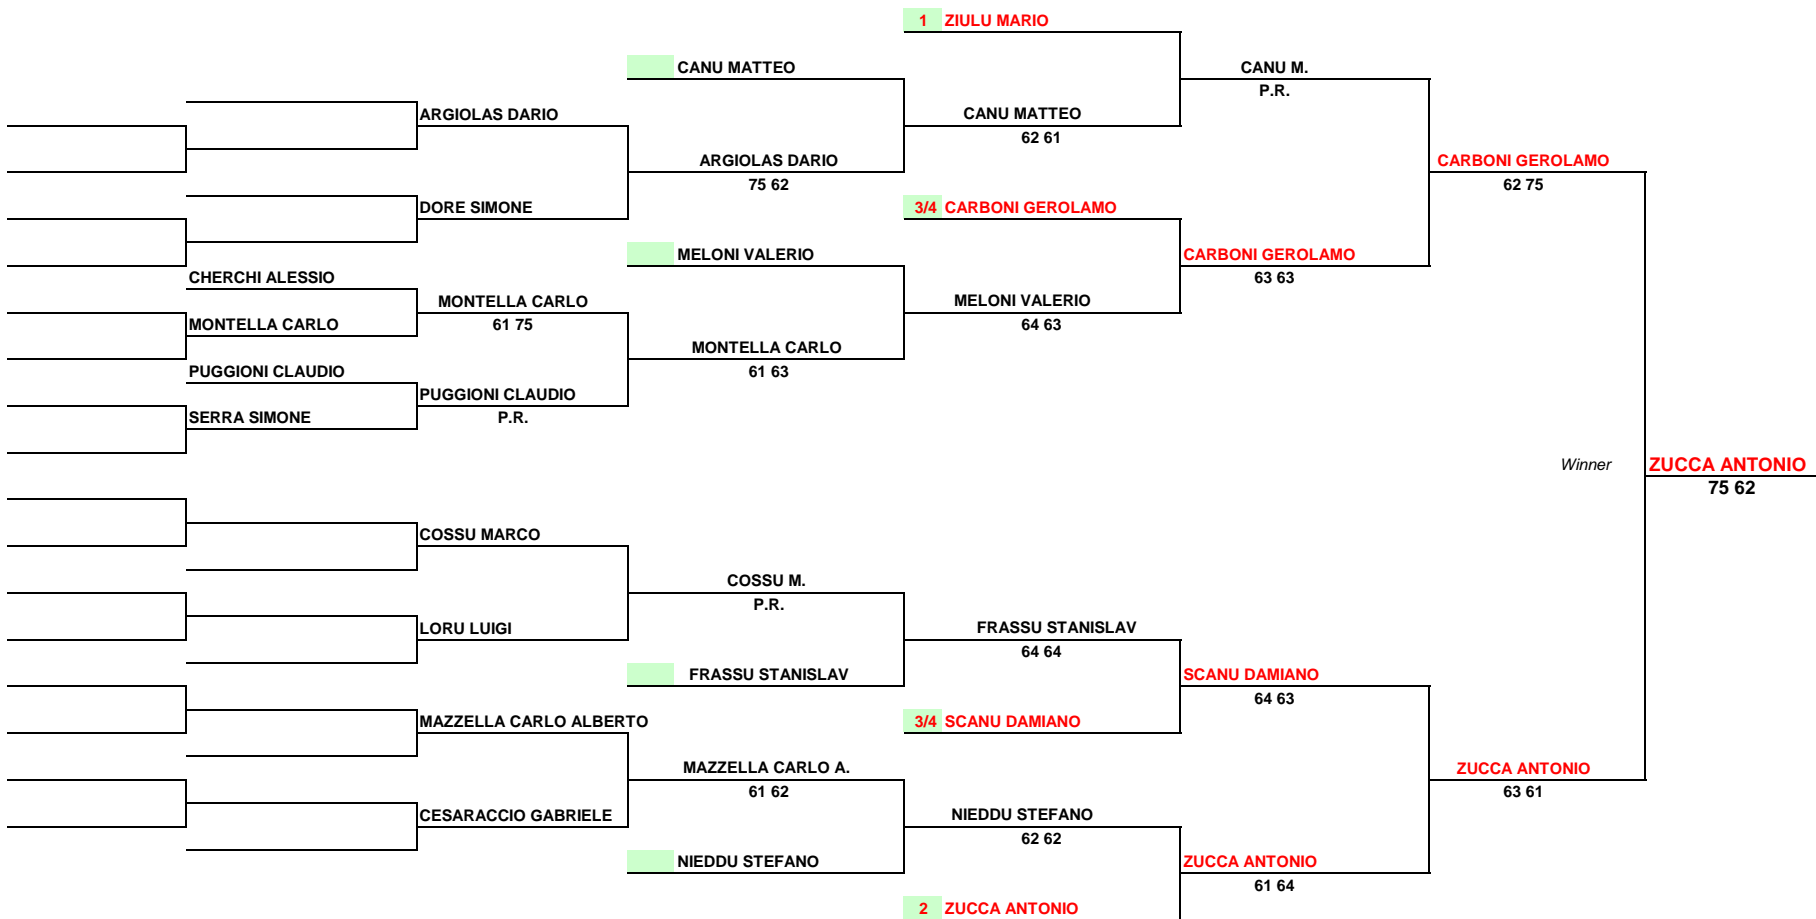 1 ZIULU MARIO
CANU MATTEO
CANU M.
P.R.
ARGIOLAS DARIO
CANU MATTEO
62 61
ARGIOLAS DARIO
75 62
CARBONI GEROLAMO
62 75
DORE SIMONE
3/4 CARBONI GEROLAMO
MELONI VALERIO
CARBONI GEROLAMO
63 63
CHERCHI ALESSIO
MONTELLA CARLO
61 75
MELONI VALERIO
64 63
MONTELLA CARLO
MONTELLA CARLO
61 63
PUGGIONI CLAUDIO
PUGGIONI CLAUDIO
P.R.
SERRA SIMONE
Winner
ZUCCA ANTONIO
75 62
COSSU MARCO
COSSU M.
P.R.
LORU LUIGI
FRASSU STANISLAV
64 64
FRASSU STANISLAV
SCANU DAMIANO
64 63
MAZZELLA CARLO ALBERTO
3/4 SCANU DAMIANO
MAZZELLA CARLO A.
61 62
ZUCCA ANTONIO
63 61
CESARACCIO GABRIELE
NIEDDU STEFANO
62 62
NIEDDU STEFANO
ZUCCA ANTONIO
61 64
2 ZUCCA ANTONIO